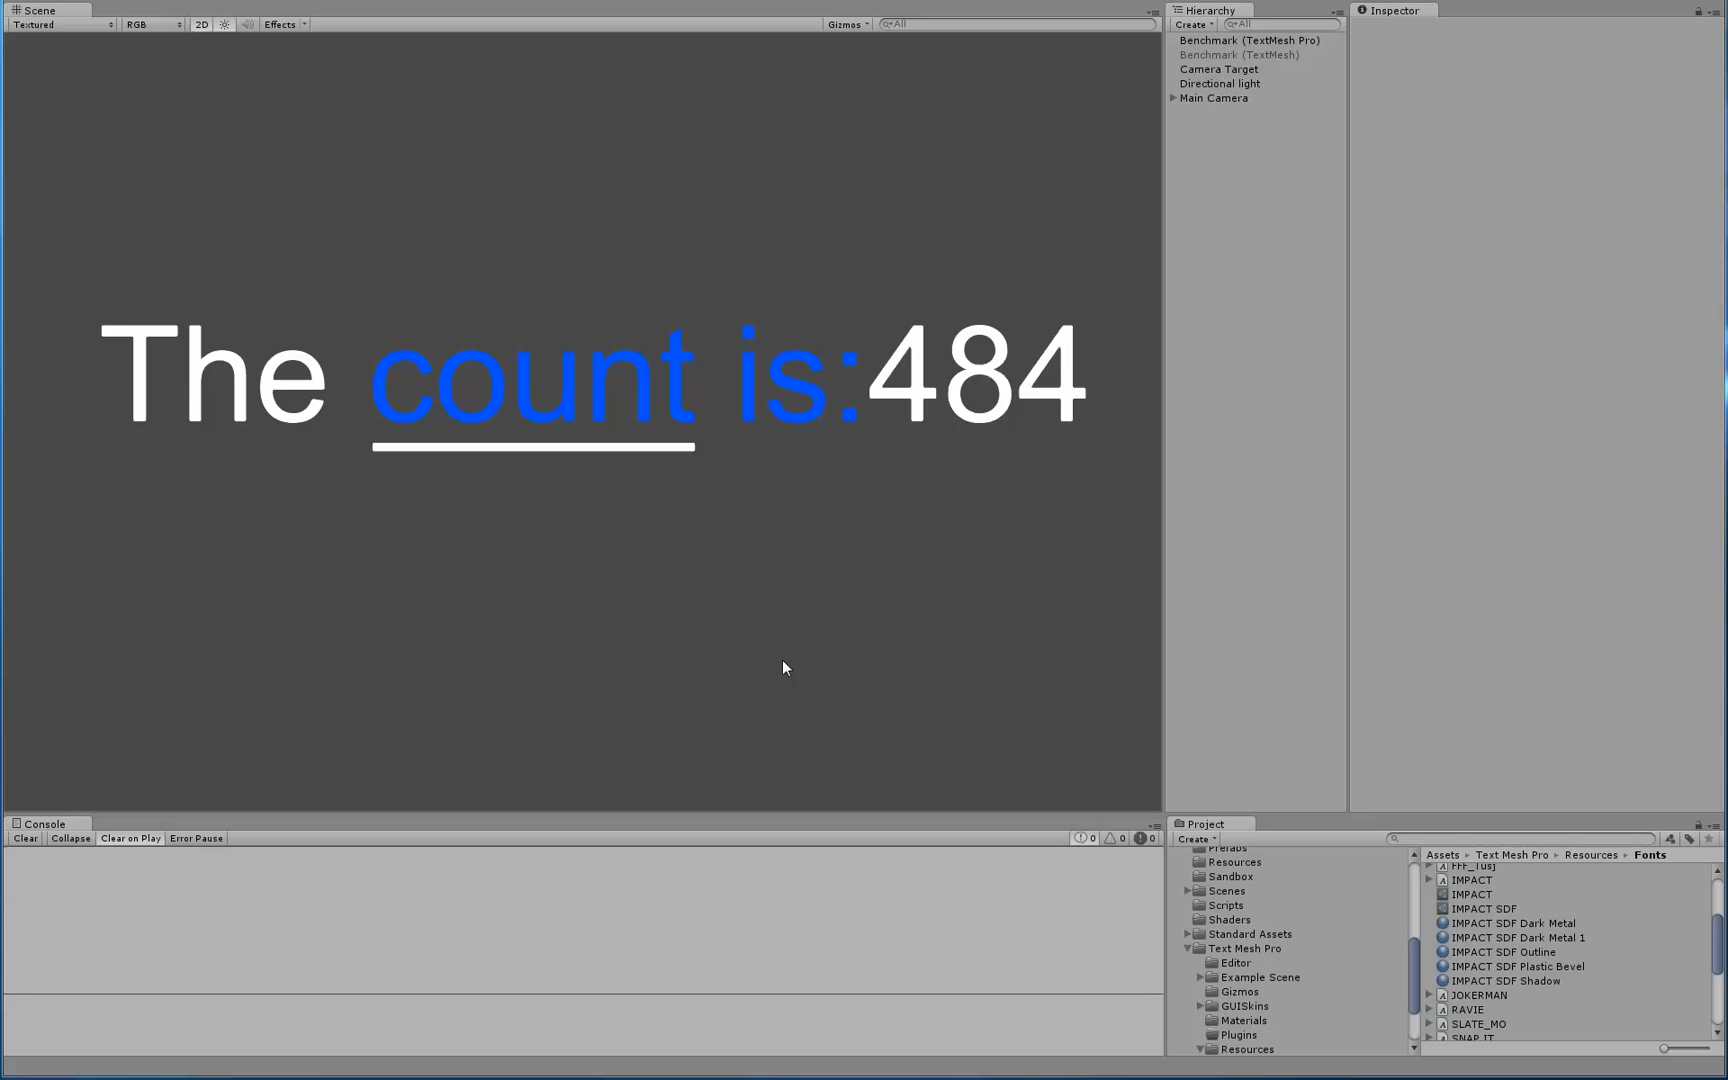 Scene
Textured RGB 2D Effects Gizmos All
The count is:484
Hierarchy
Create All
Benchmark (TextMesh Pro)
Benchmark (TextMesh)
Camera Target
Directional light
Main Camera
Inspector
Console
Clear Collapse Clear on Play Error Pause 0 0 0
Project
Create
Prefabs
Resources
Sandbox
Scenes
Scripts
Shaders
Standard Assets
Text Mesh Pro
Editor
Example Scene
Gizmos
GUISkins
Materials
Plugins
Resources
Assets Text Mesh Pro Resources Fonts
FFF_Tusj
IMPACT
IMPACT
IMPACT SDF
IMPACT SDF Dark Metal
IMPACT SDF Dark Metal 1
IMPACT SDF Outline
IMPACT SDF Plastic Bevel
IMPACT SDF Shadow
JOKERMAN
RAVIE
SLATE_MO
SNAP IT